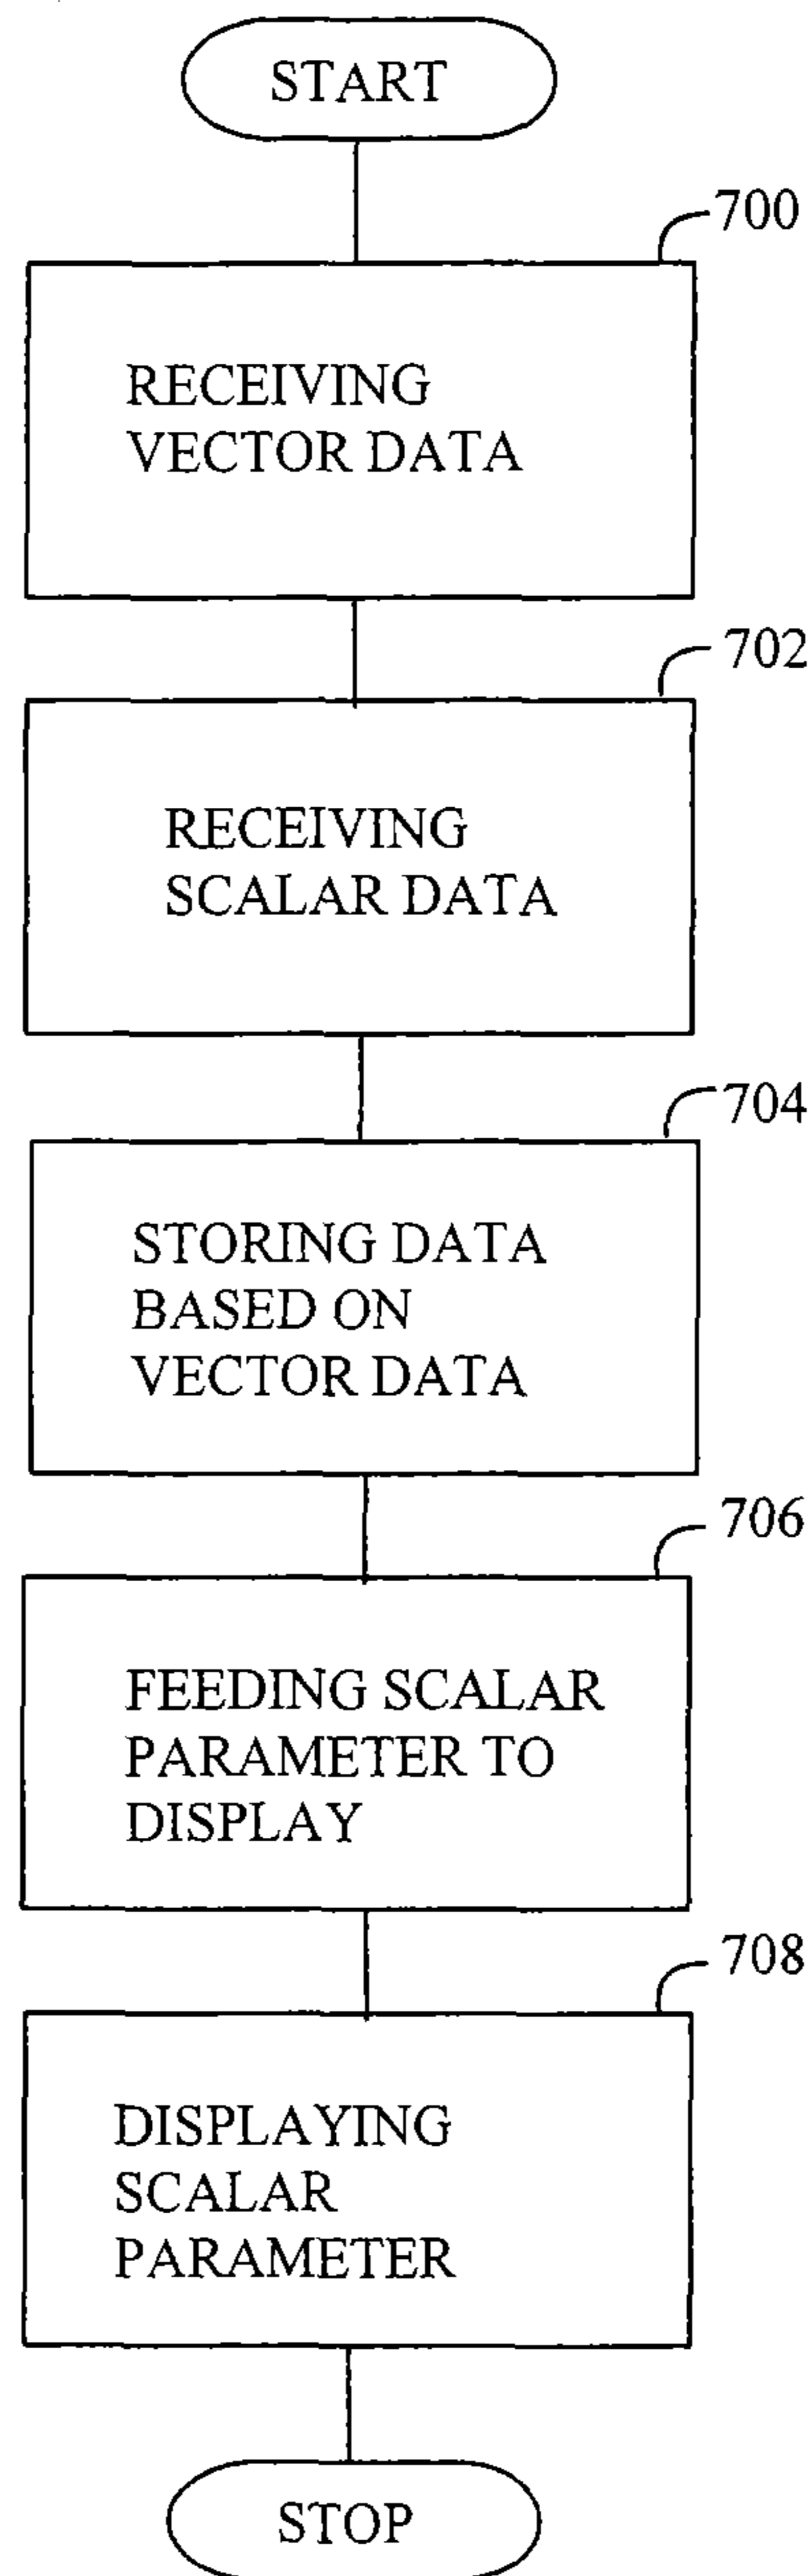 START
700
RECEIVING
VECTOR DATA
702
RECEIVING
SCALAR DATA
704
STORING DATA
BASED ON
VECTOR DATA
706
FEEDING SCALAR
PARAMETER TO
DISPLAY
708
DISPLAYING
SCALAR
PARAMETER
STOP